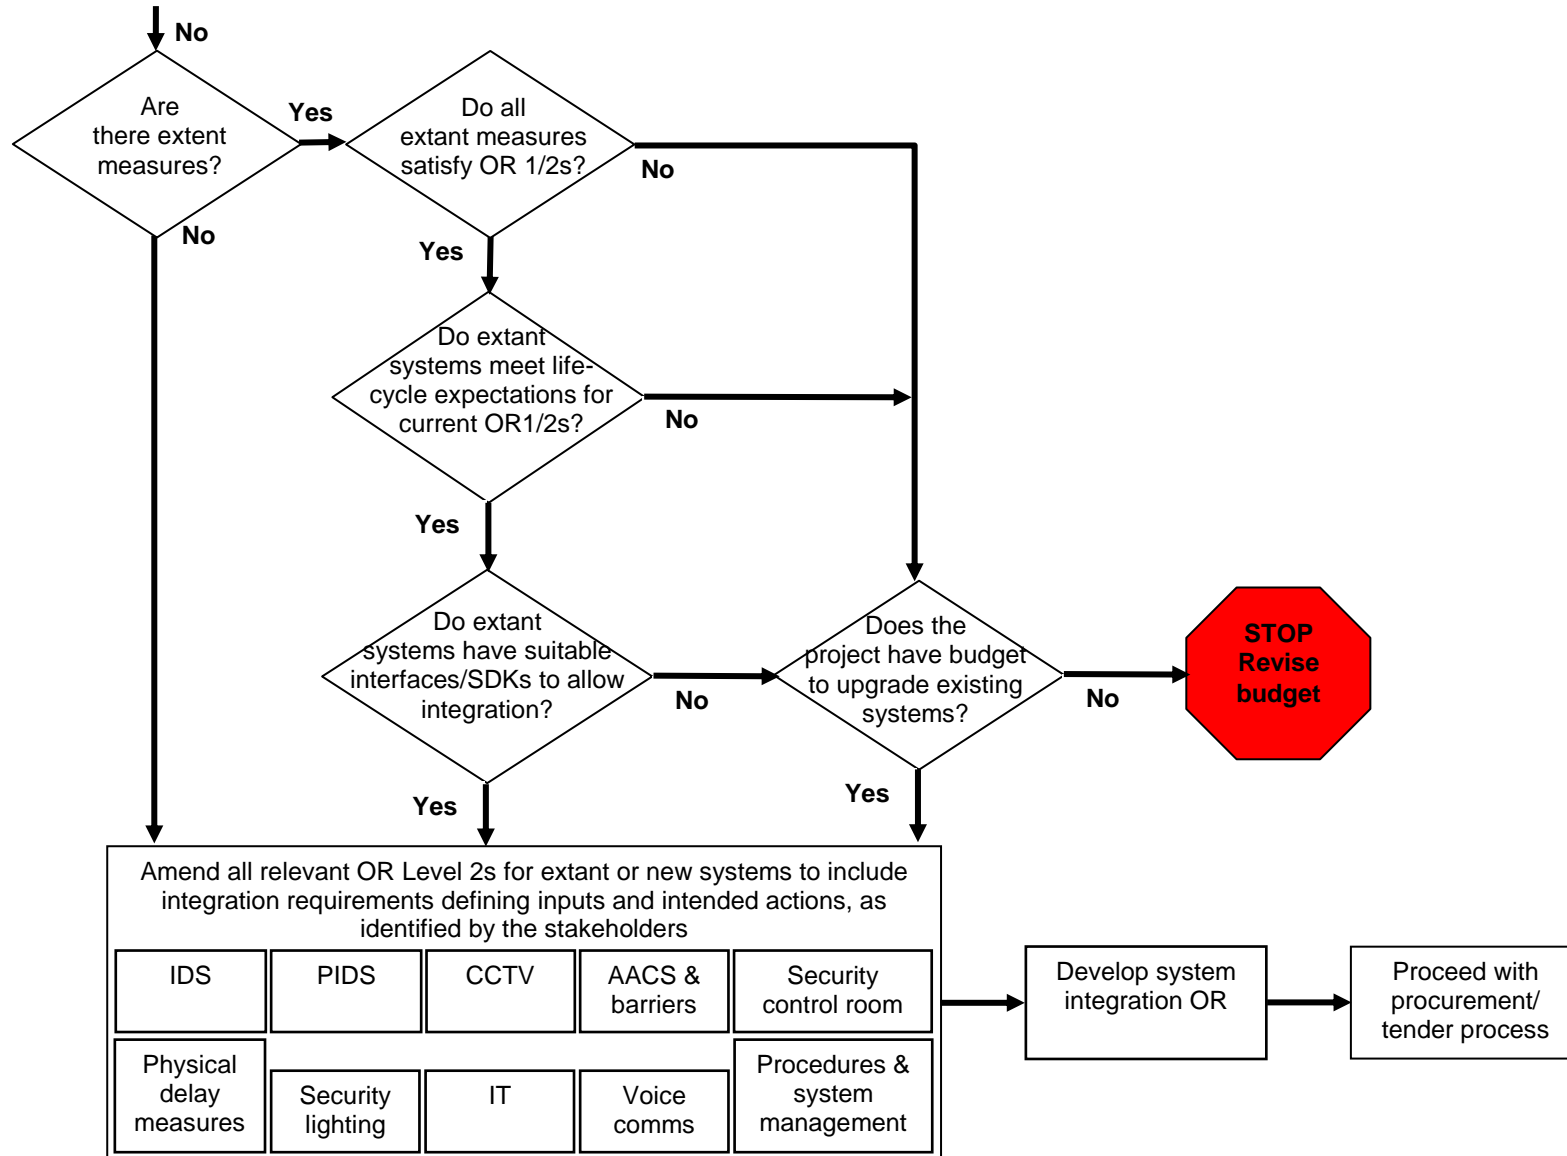 No
Are
there extent
measures?
Yes
Do all
extant measures
satisfy OR 1/2s?
No
No
Yes
Do extant
systems meet life-
cycle expectations for
current OR1/2s?
No
Yes
Do extant
systems have suitable
interfaces/SDKs to allow
integration?
No
Does the
project have budget
to upgrade existing
systems?
No
STOP
Revise
budget
Yes
Yes
Amend all relevant OR Level 2s for extant or new systems to include
integration requirements defining inputs and intended actions, as
identified by the stakeholders
IDS
PIDS
CCTV
AACS &
barriers
Security
control room
Physical
delay
measures
Security
lighting
IT
Voice
comms
Procedures &
system
management
Develop system
integration OR
Proceed with
procurement/
tender process